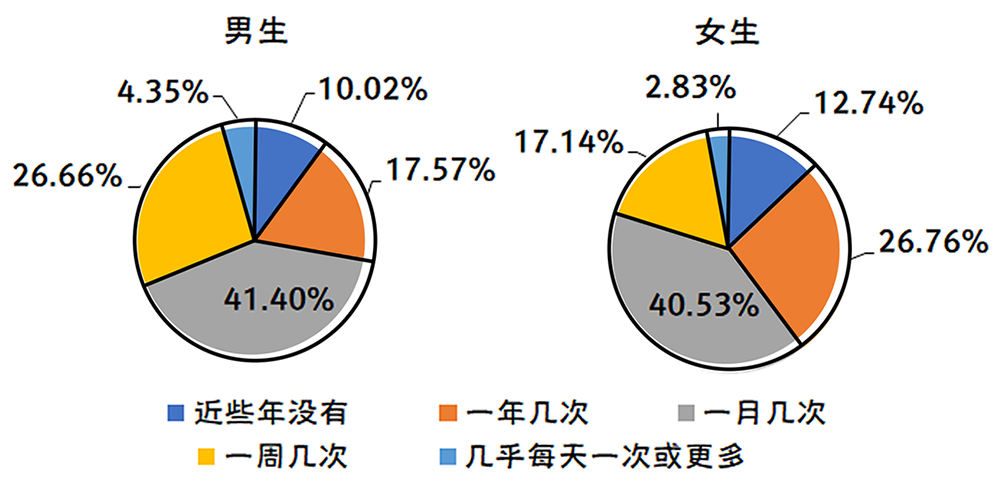 男生 女生
4.35% 10.02% 2.83% 12.74%
26.66% 17.57% 17.14% 26.76%
41.40% 40.53%
近些年没有 一年几次 一月几次
一周几次 几乎每天一次或更多